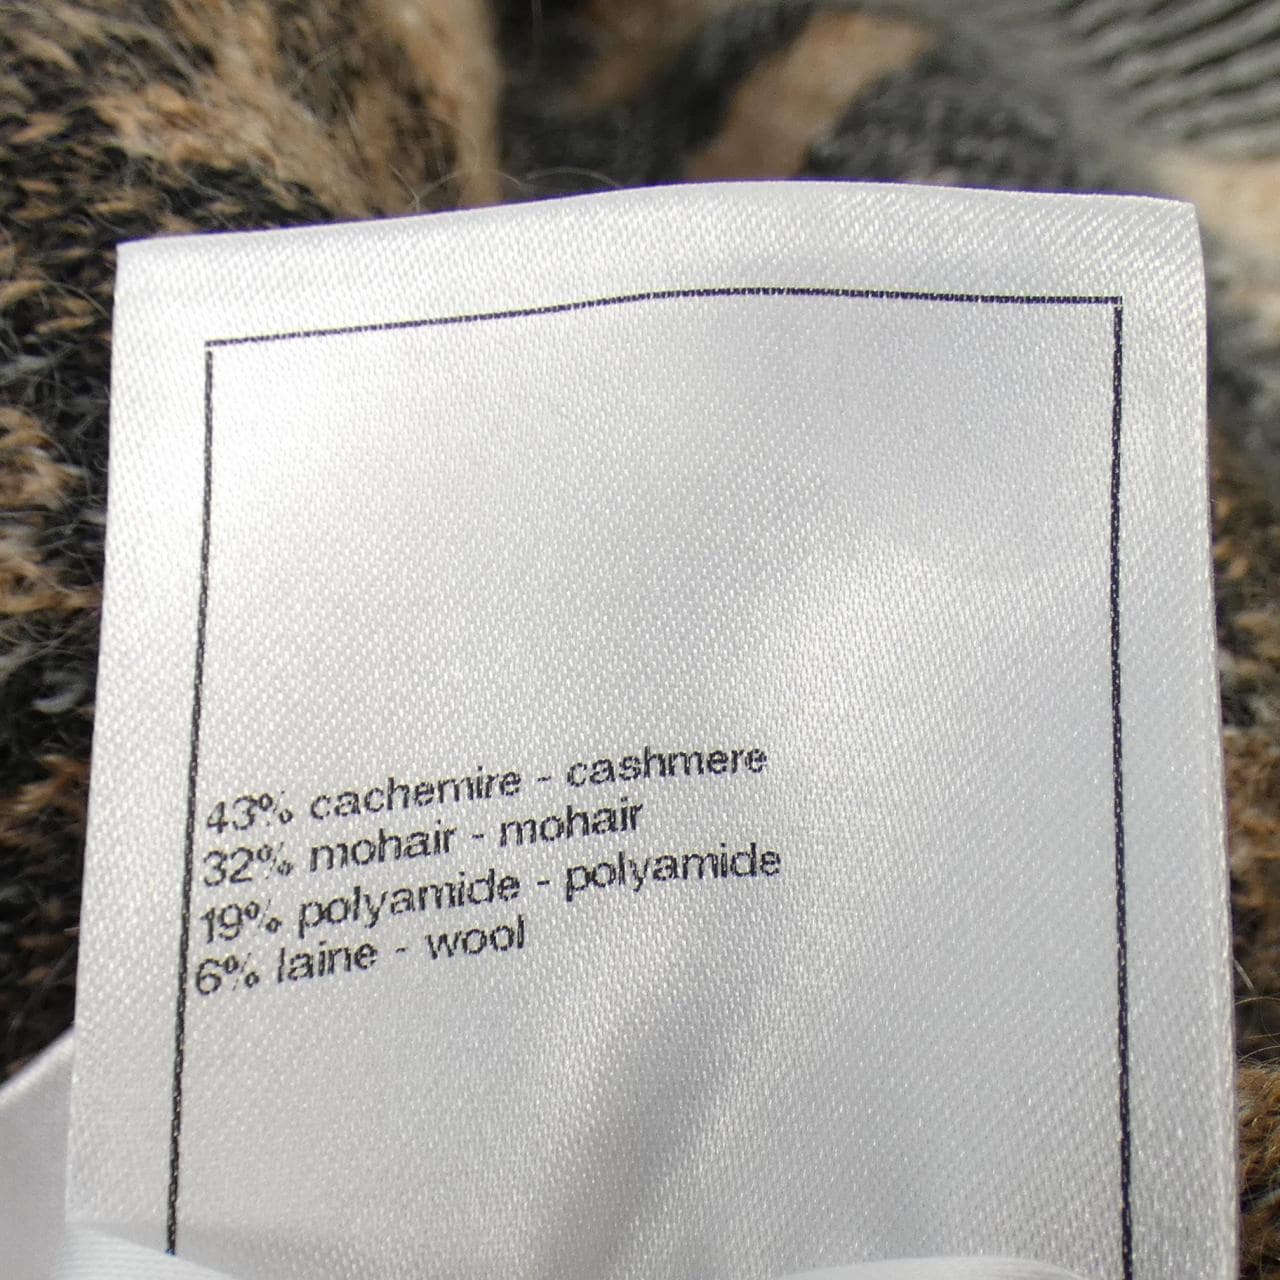 43% cachemire - cashmere
32% mohair - mohair
19% polyamide - polyamide
6% laine - wool